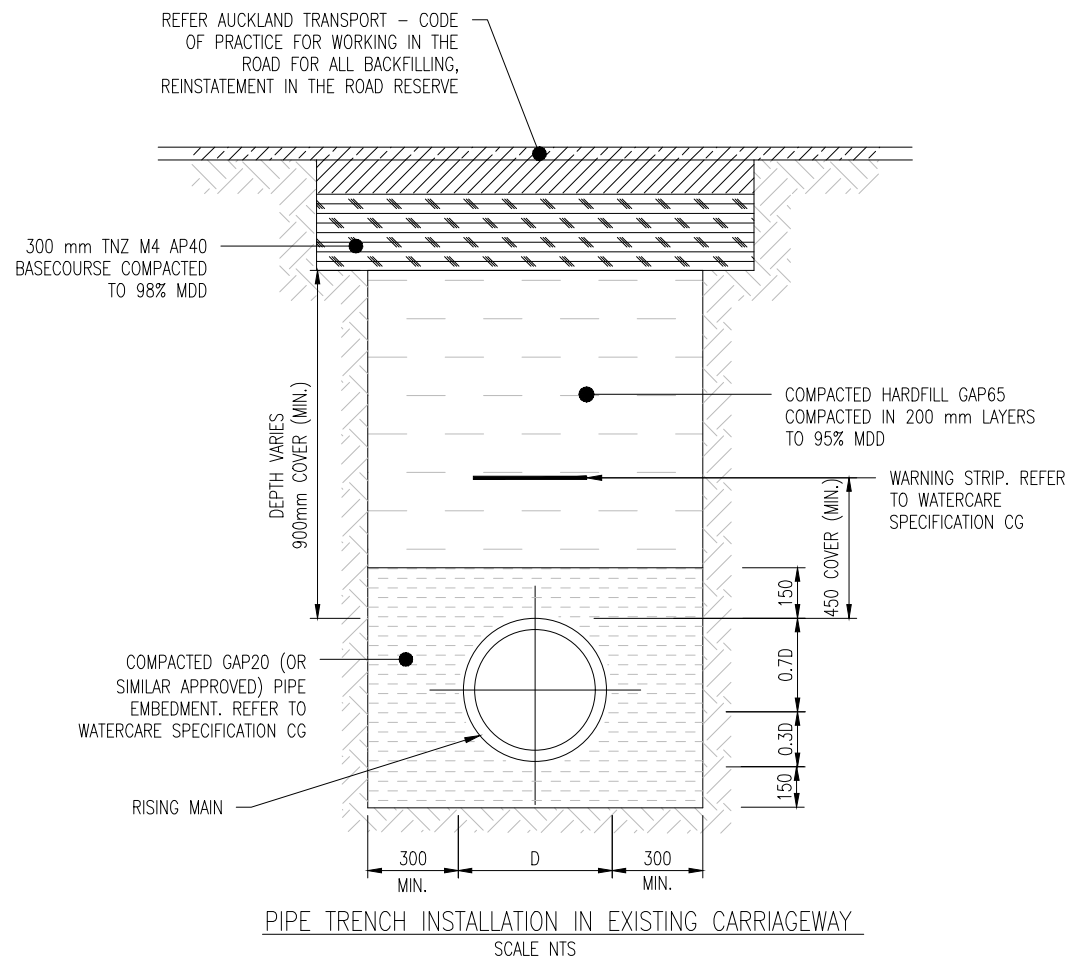 REFER AUCKLAND TRANSPORT – CODE
OF PRACTICE FOR WORKING IN THE
ROAD FOR ALL BACKFILLING,
REINSTATEMENT IN THE ROAD RESERVE
300 mm TNZ M4 AP40
BASECOURSE COMPACTED
TO 98% MDD
DEPTH VARIES
900mm COVER (MIN.)
COMPACTED HARDFILL GAP65
COMPACTED IN 200 mm LAYERS
TO 95% MDD
WARNING STRIP. REFER
TO WATERCARE
SPECIFICATION CG
450 COVER (MIN.)
150
0.7D
0.3D
150
COMPACTED GAP20 (OR
SIMILAR APPROVED) PIPE
EMBEDMENT. REFER TO
WATERCARE SPECIFICATION CG
RISING MAIN
300
MIN.
D
300
MIN.
PIPE TRENCH INSTALLATION IN EXISTING CARRIAGEWAY
SCALE NTS